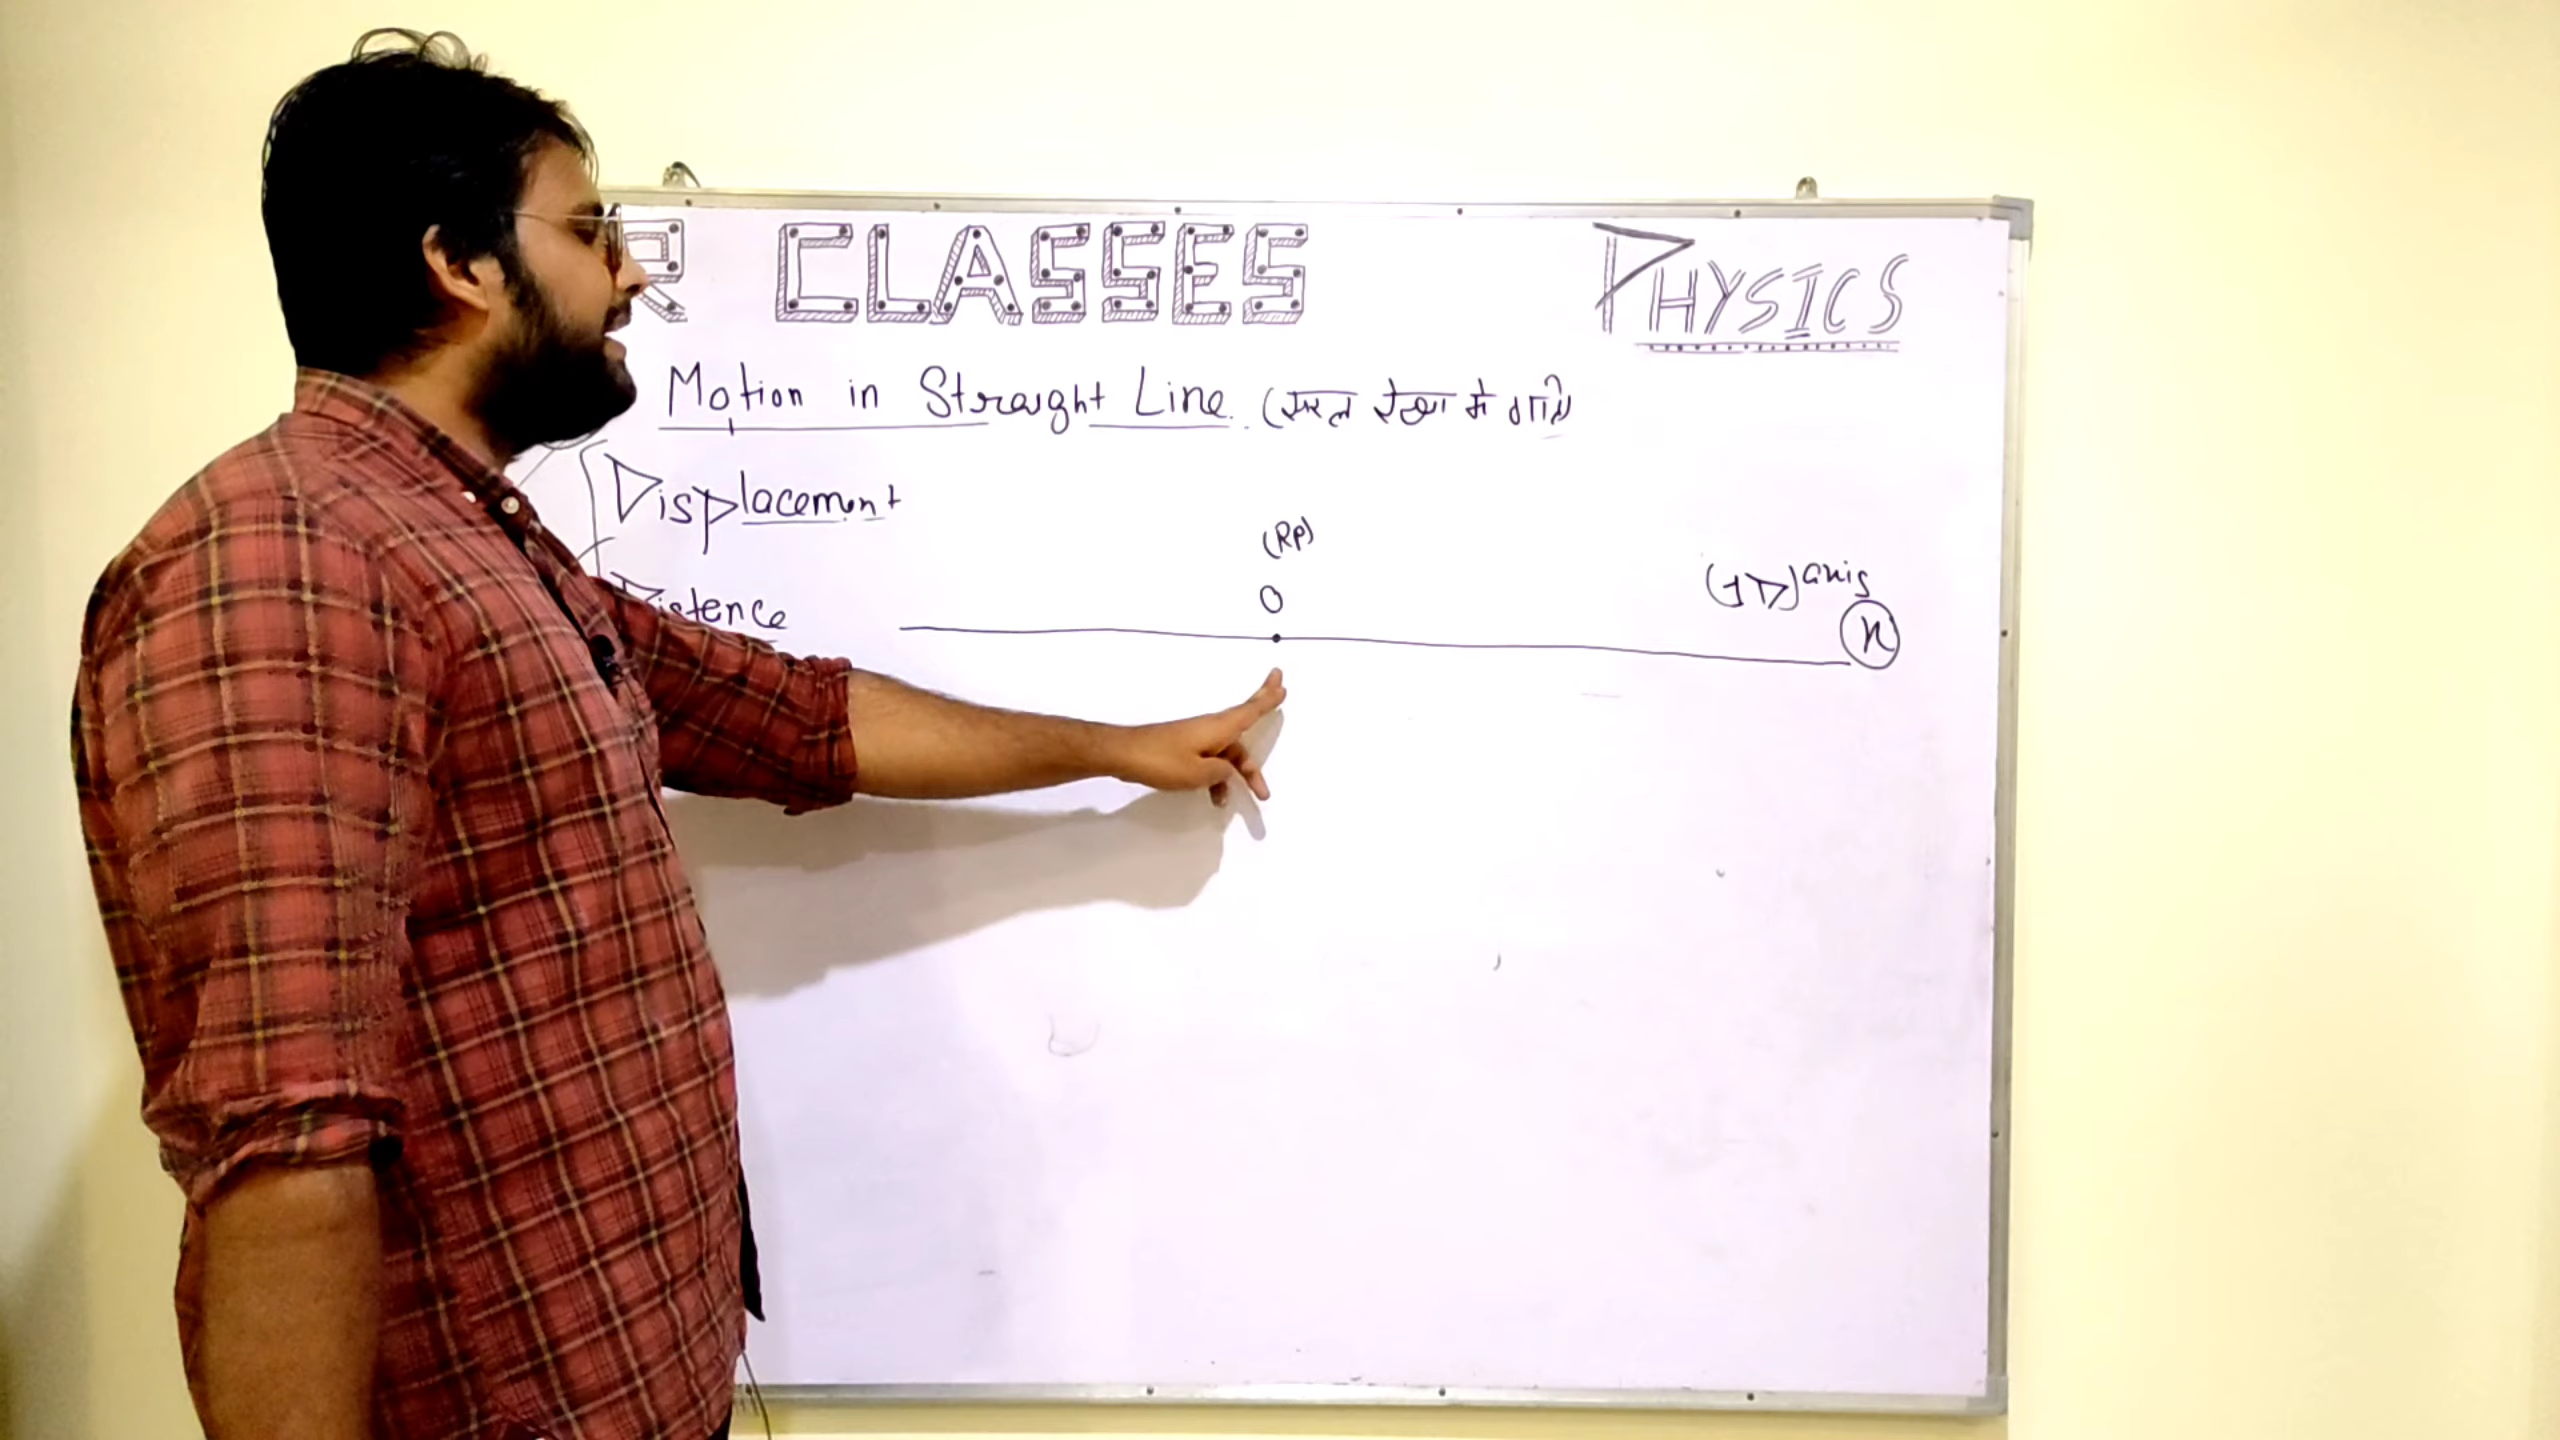 R CLASSES
PHYSICS
Motion in Straight Line. (सरल रेखा में गति
Displacement
(RP)
(1D) axis
Distence
O
x